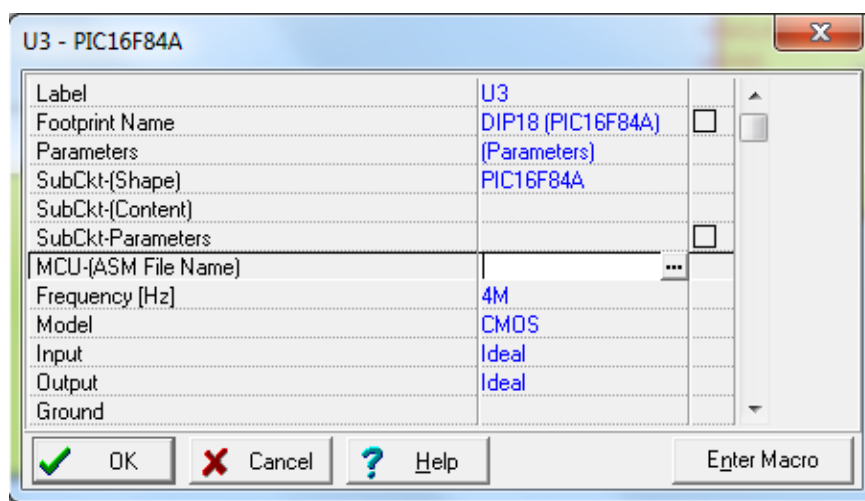 U3 - PIC16F84A
Label U3
Footprint Name DIP18 (PIC16F84A)
Parameters (Parameters)
SubCkt-(Shape) PIC16F84A
SubCkt-(Content)
SubCkt-Parameters
MCU-(ASM File Name) ...
Frequency [Hz] 4M
Model CMOS
Input Ideal
Output Ideal
Ground
OK Cancel ? Help Enter Macro